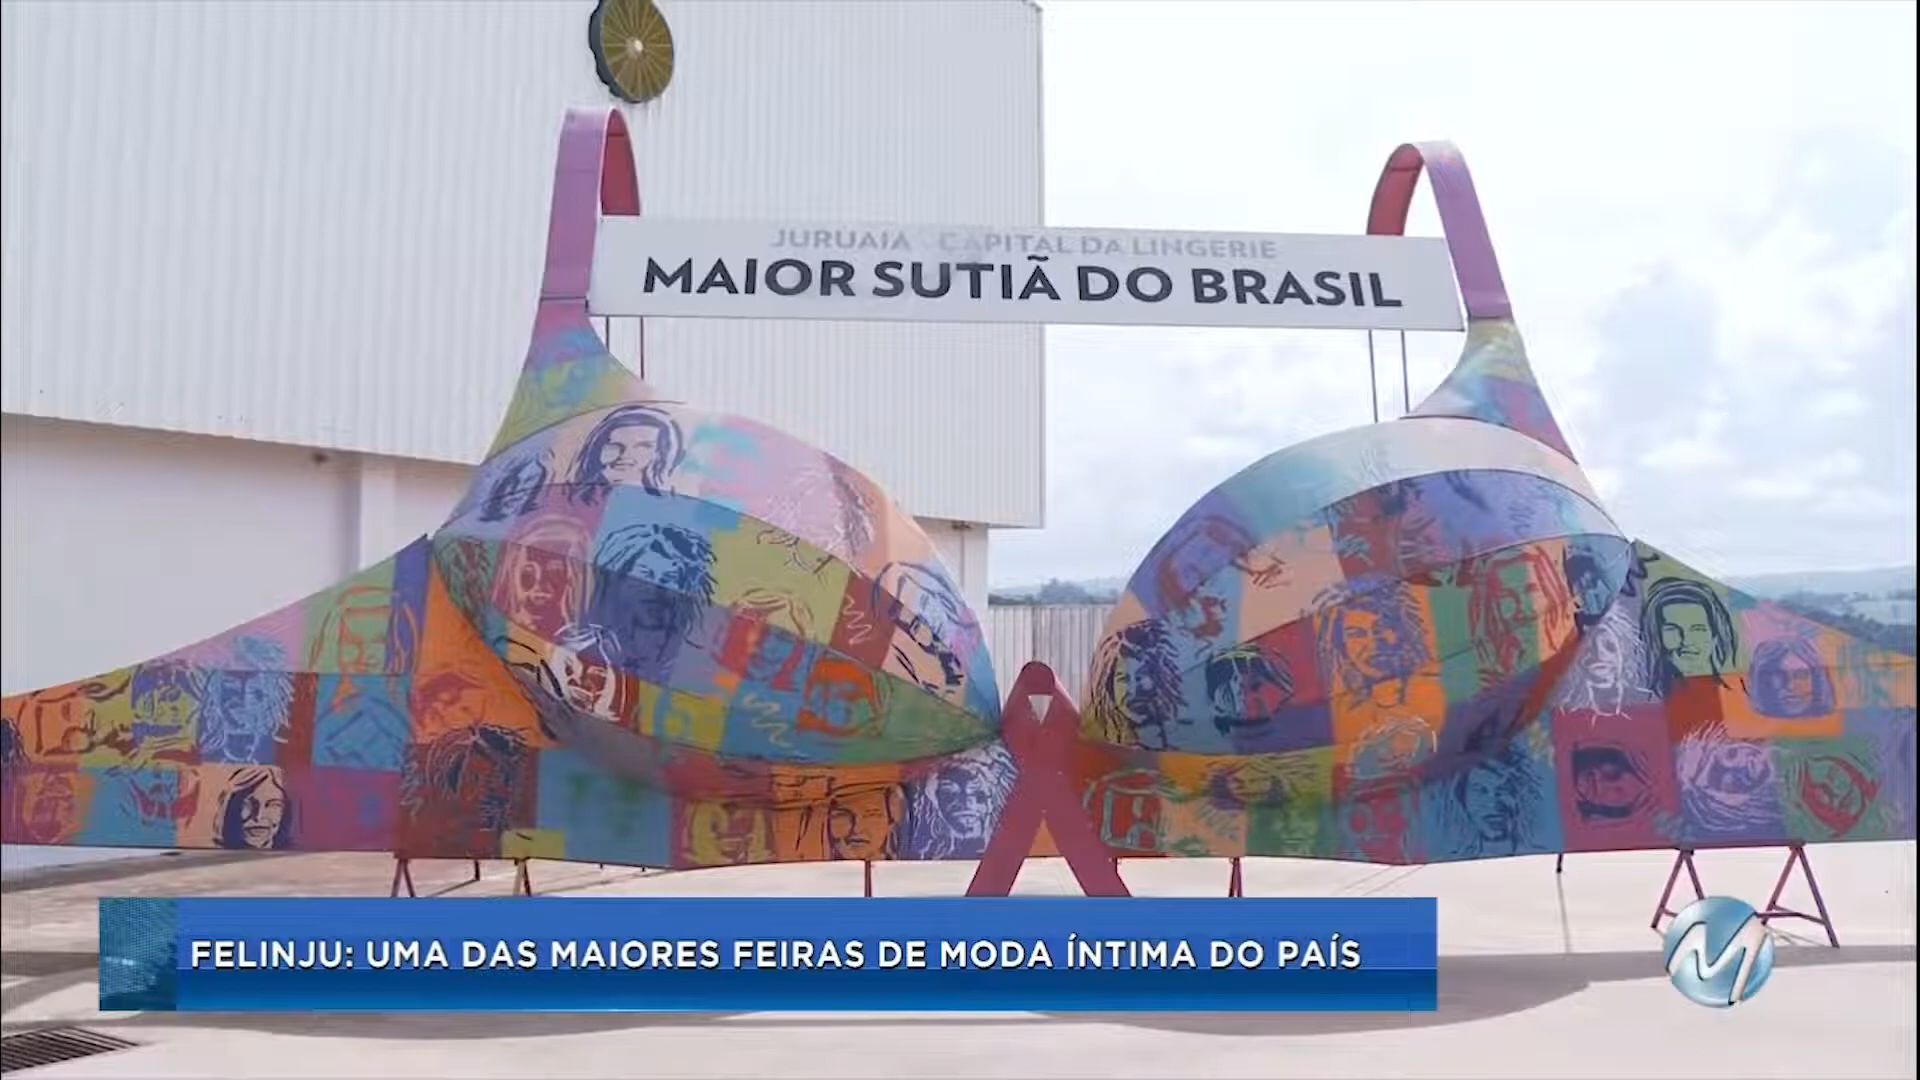 JURUAIA CAPITAL DA LINGERIE
MAIOR SUTIÃ DO BRASIL
FELINJU: UMA DAS MAIORES FEIRAS DE MODA ÍNTIMA DO PAÍS
M